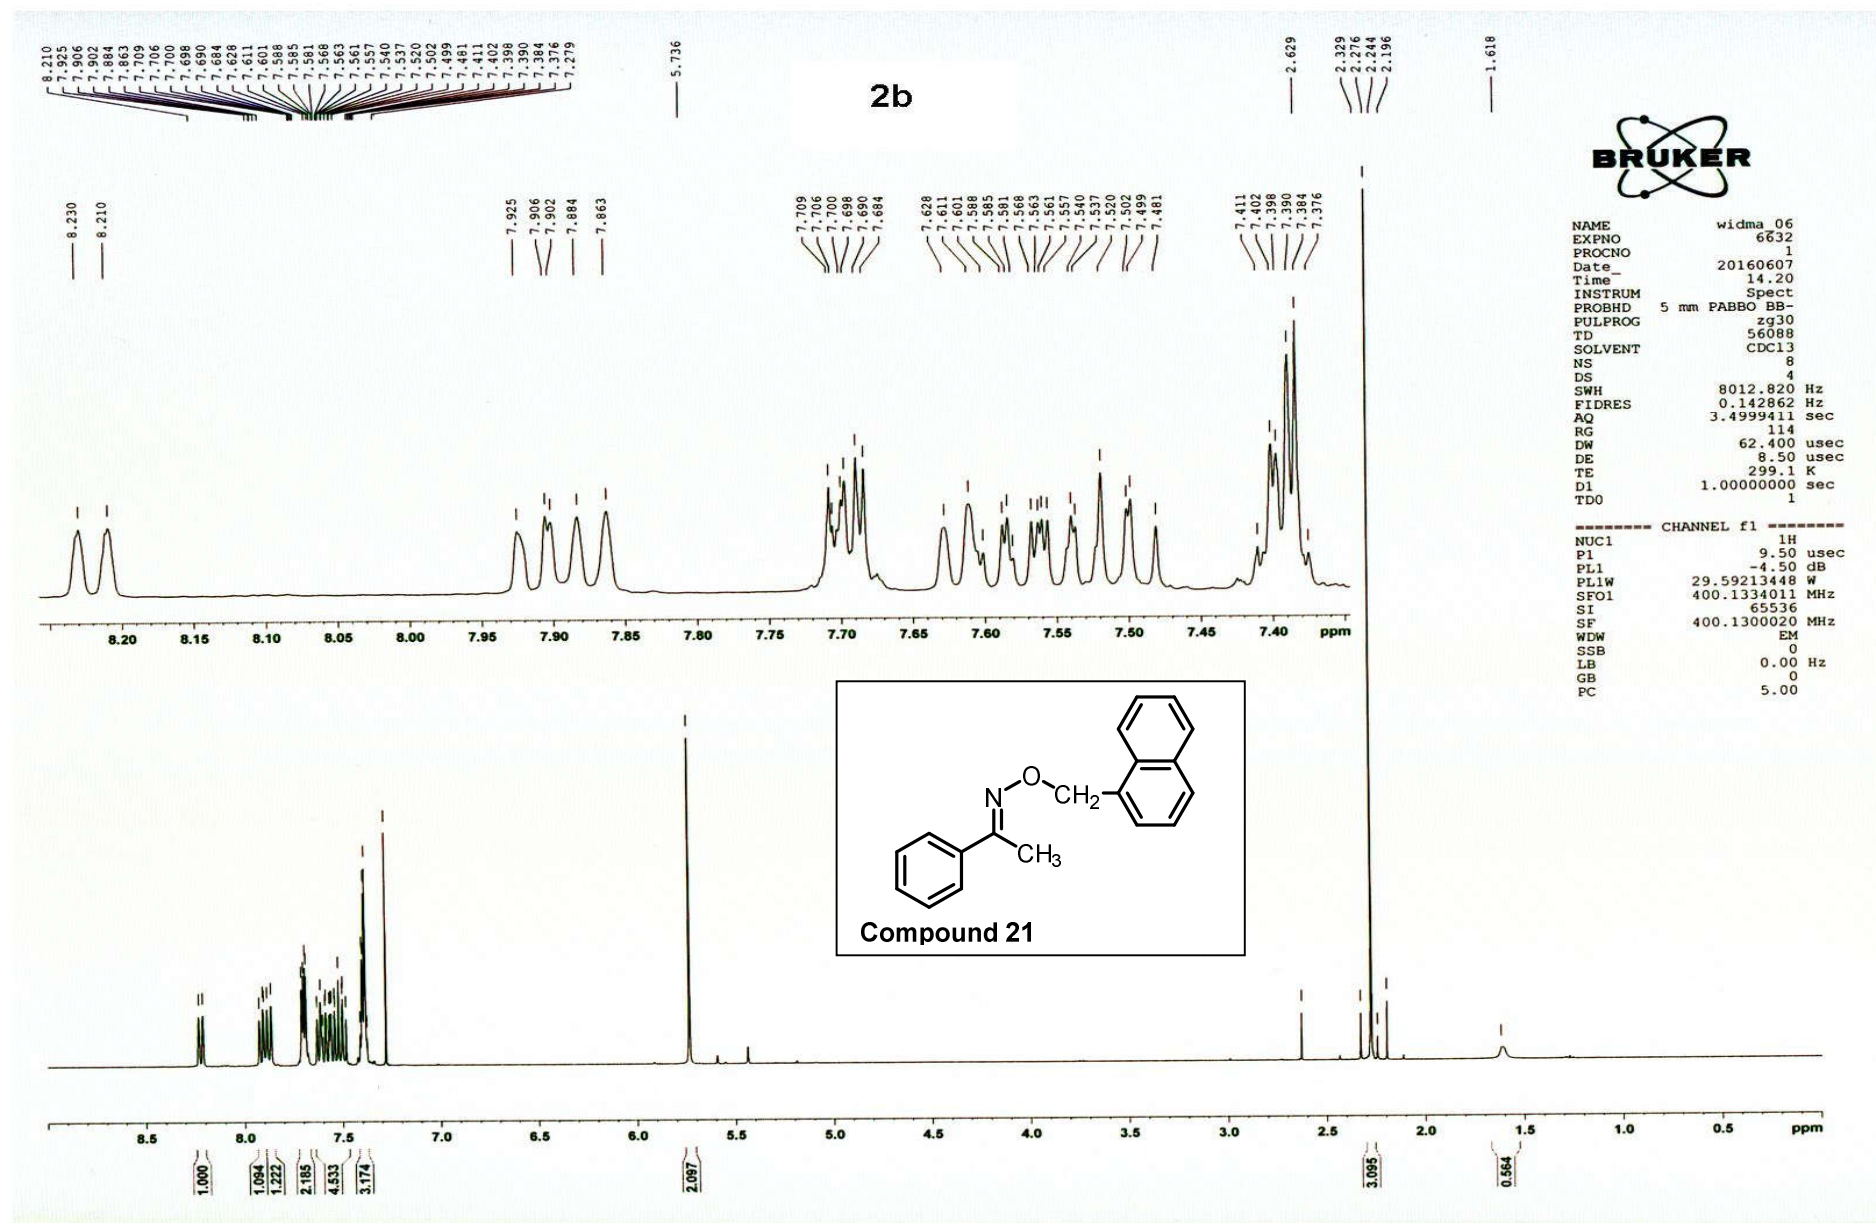 8.210
7.925
7.906
7.902
7.884
7.863
7.709
7.706
7.700
7.698
7.690
7.684
7.628
7.611
7.601
7.588
7.585
7.581
7.568
7.563
7.561
7.557
7.540
7.537
7.520
7.502
7.499
7.481
7.411
7.402
7.398
7.390
7.384
7.376
7.279
5.736
2.629
2.329
2.276
2.244
2.196
1.618
2b
BRUKER
8.230
8.210
7.925
7.906
7.902
7.884
7.863
7.709
7.706
7.700
7.698
7.690
7.684
7.628
7.611
7.601
7.588
7.585
7.581
7.568
7.563
7.561
7.557
7.540
7.537
7.520
7.502
7.499
7.481
7.411
7.402
7.398
7.390
7.384
7.376
NAME widma_06
EXPNO 6632
PROCNO 1
Date_ 20160607
Time 14.20
INSTRUM Spect
PROBHD 5 mm PABBO BB-
PULPROG zg30
TD 56088
SOLVENT CDCl3
NS 8
DS 4
SWH 8012.820 Hz
FIDRES 0.142862 Hz
AQ 3.4999411 sec
RG 114
DW 62.400 usec
DE 8.50 usec
TE 299.1 K
D1 1.00000000 sec
TD0 1
======== CHANNEL f1 ========
NUC1 1H
P1 9.50 usec
PL1 -4.50 dB
PL1W 29.59213448 W
SFO1 400.1334011 MHz
SI 65536
SF 400.1300020 MHz
WDW EM
SSB 0
LB 0.00 Hz
GB 0
PC 5.00
8.20 8.15 8.10 8.05 8.00 7.95 7.90 7.85 7.80 7.75 7.70 7.65 7.60 7.55 7.50 7.45 7.40 ppm
O
N
CH2
CH3
Compound 21
8.5 8.0 7.5 7.0 6.5 6.0 5.5 5.0 4.5 4.0 3.5 3.0 2.5 2.0 1.5 1.0 0.5 ppm
1.000
1.094
1.222
2.185
4.533
3.174
2.097
3.095
0.564